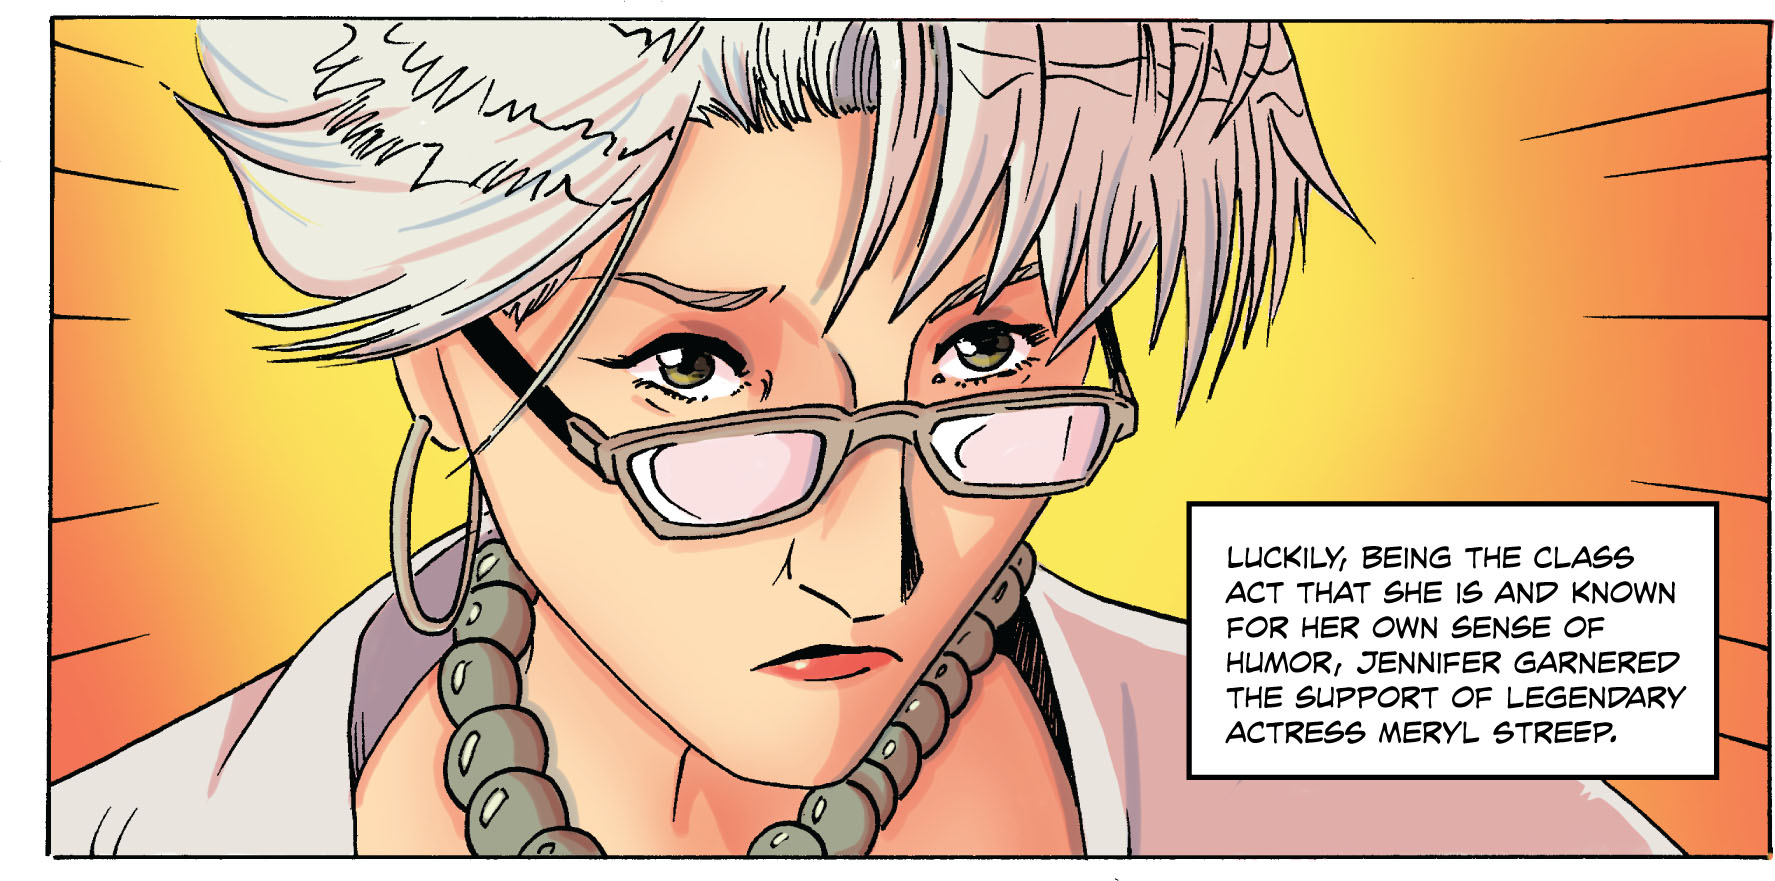 LUCKILY, BEING THE CLASS
ACT THAT SHE IS AND KNOWN
FOR HER OWN SENSE OF
HUMOR, JENNIFER GARNERED
THE SUPPORT OF LEGENDARY
ACTRESS MERYL STREEP.